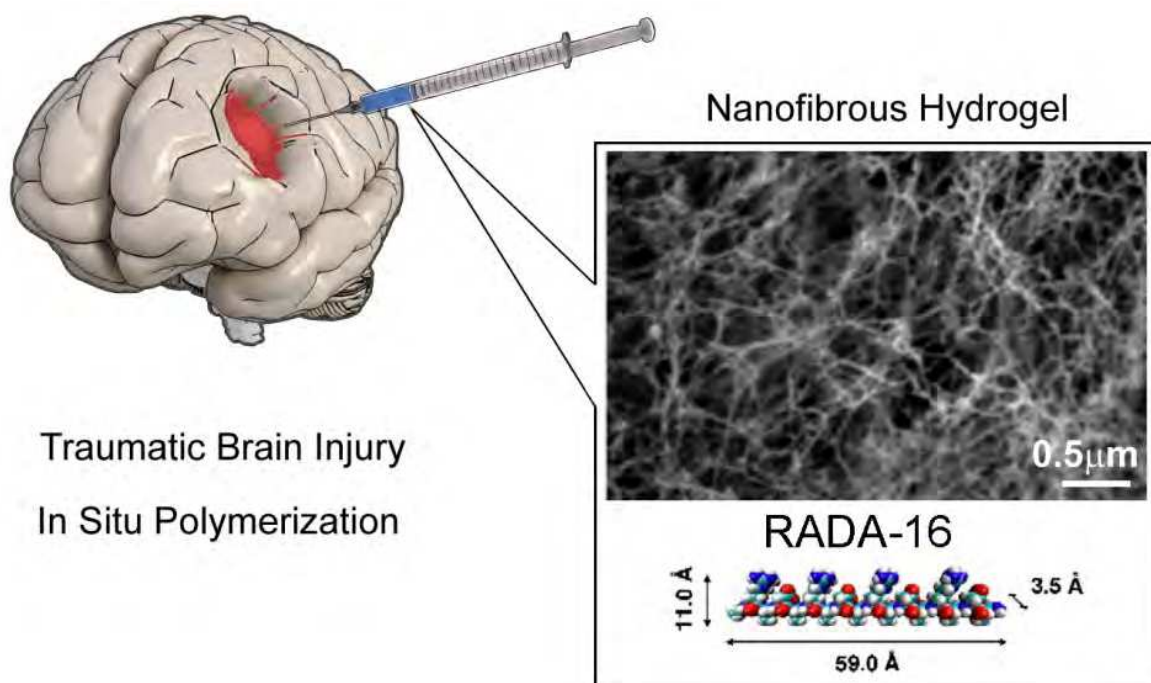 Nanofibrous Hydrogel
0.5μm
Traumatic Brain Injury
In Situ Polymerization
RADA-16
11.0 Å
3.5 Å
59.0 Å